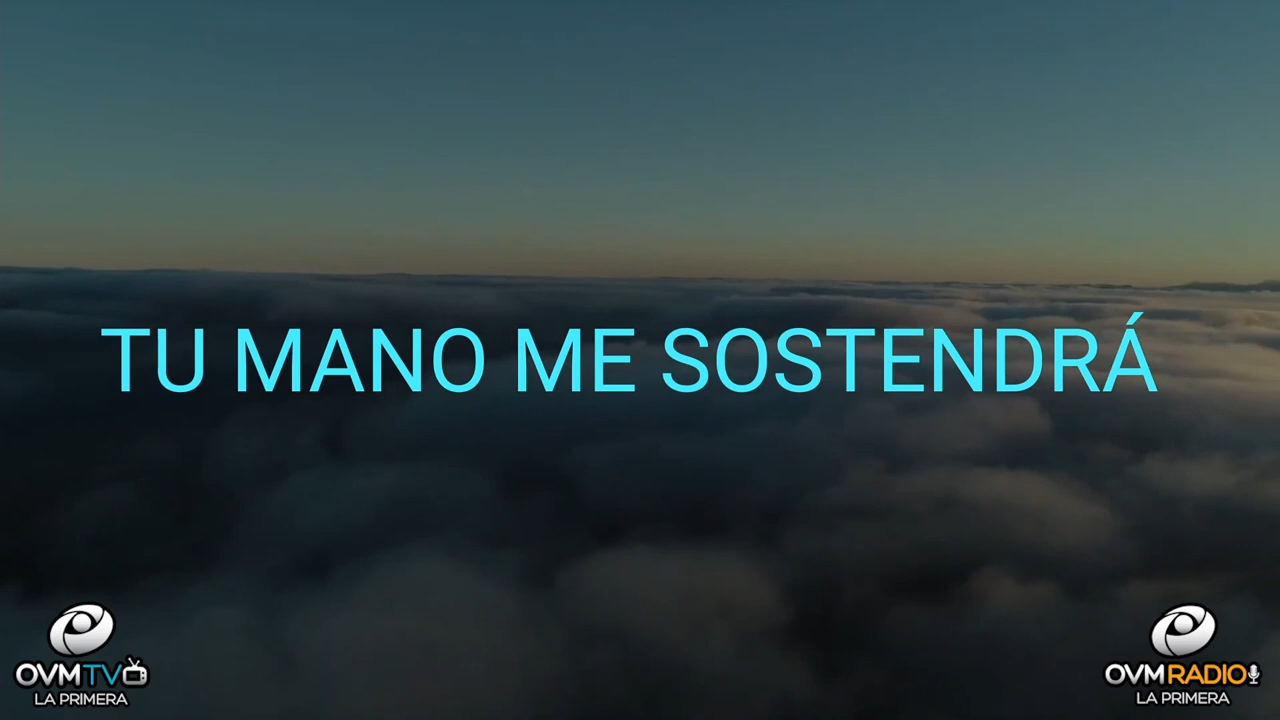 TU MANO ME SOSTENDRÁ
OVMTV
LA PRIMERA
OVMRADIO
LA PRIMERA